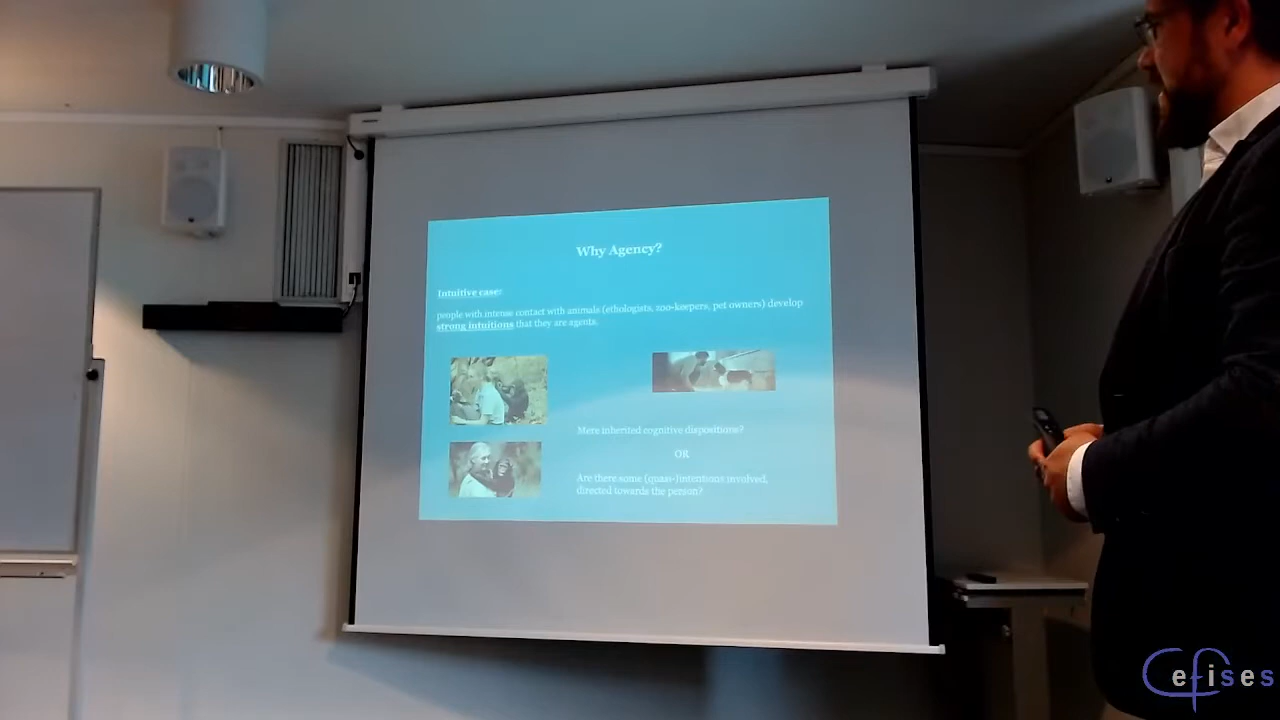 Why Agency?
Intuitive case:
people with intense contact with animals (ethologists, zoo-keepers, pet owners) develop
strong intuitions that they are agents.
Mere inherited cognitive dispositions?
OR
Are there some (quasi-)intentions involved,
directed towards the person?
Cefises